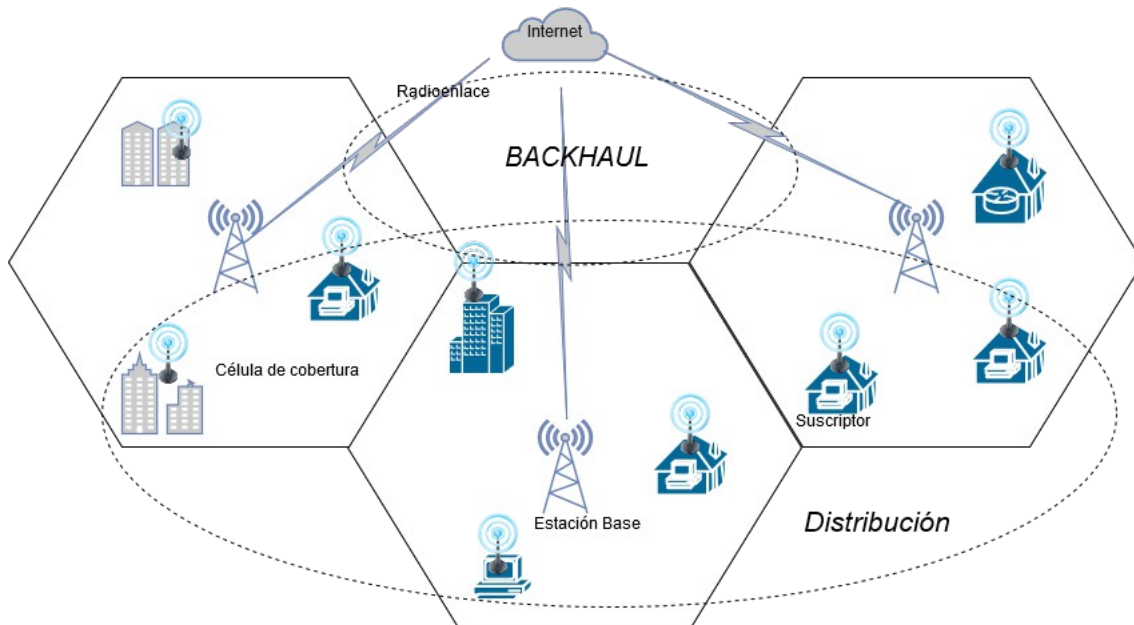 Internet
Radioenlace
BACKHAUL
Célula de cobertura
Suscriptor
Estación Base
Distribución